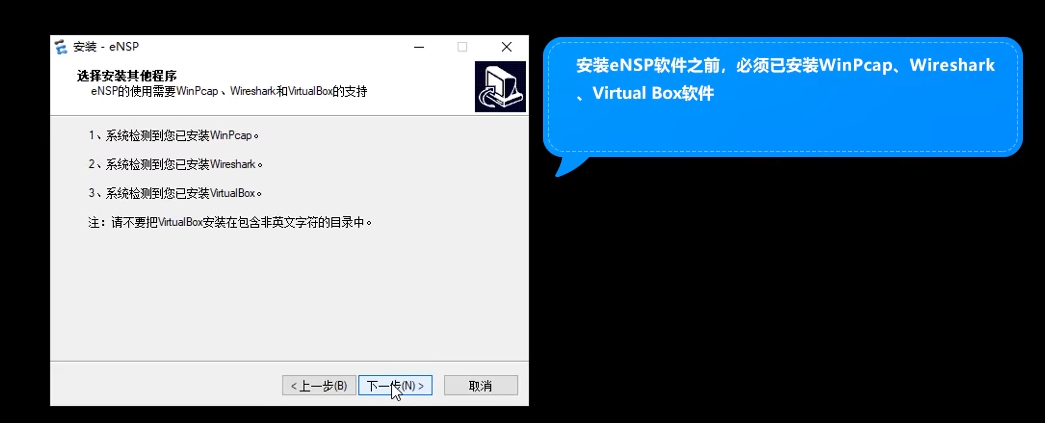 安装 - eNSP
选择安装其他程序
eNSP的使用需要WinPcap、Wireshark和VirtualBox的支持
1、系统检测到您已安装WinPcap。
2、系统检测到您已安装Wireshark。
3、系统检测到您已安装VirtualBox。
注：请不要把VirtualBox安装在包含非英文字符的目录中。
< 上一步(B)
下一步(N) >
取消
安装eNSP软件之前，必须已安装WinPcap、Wireshark
、Virtual Box软件